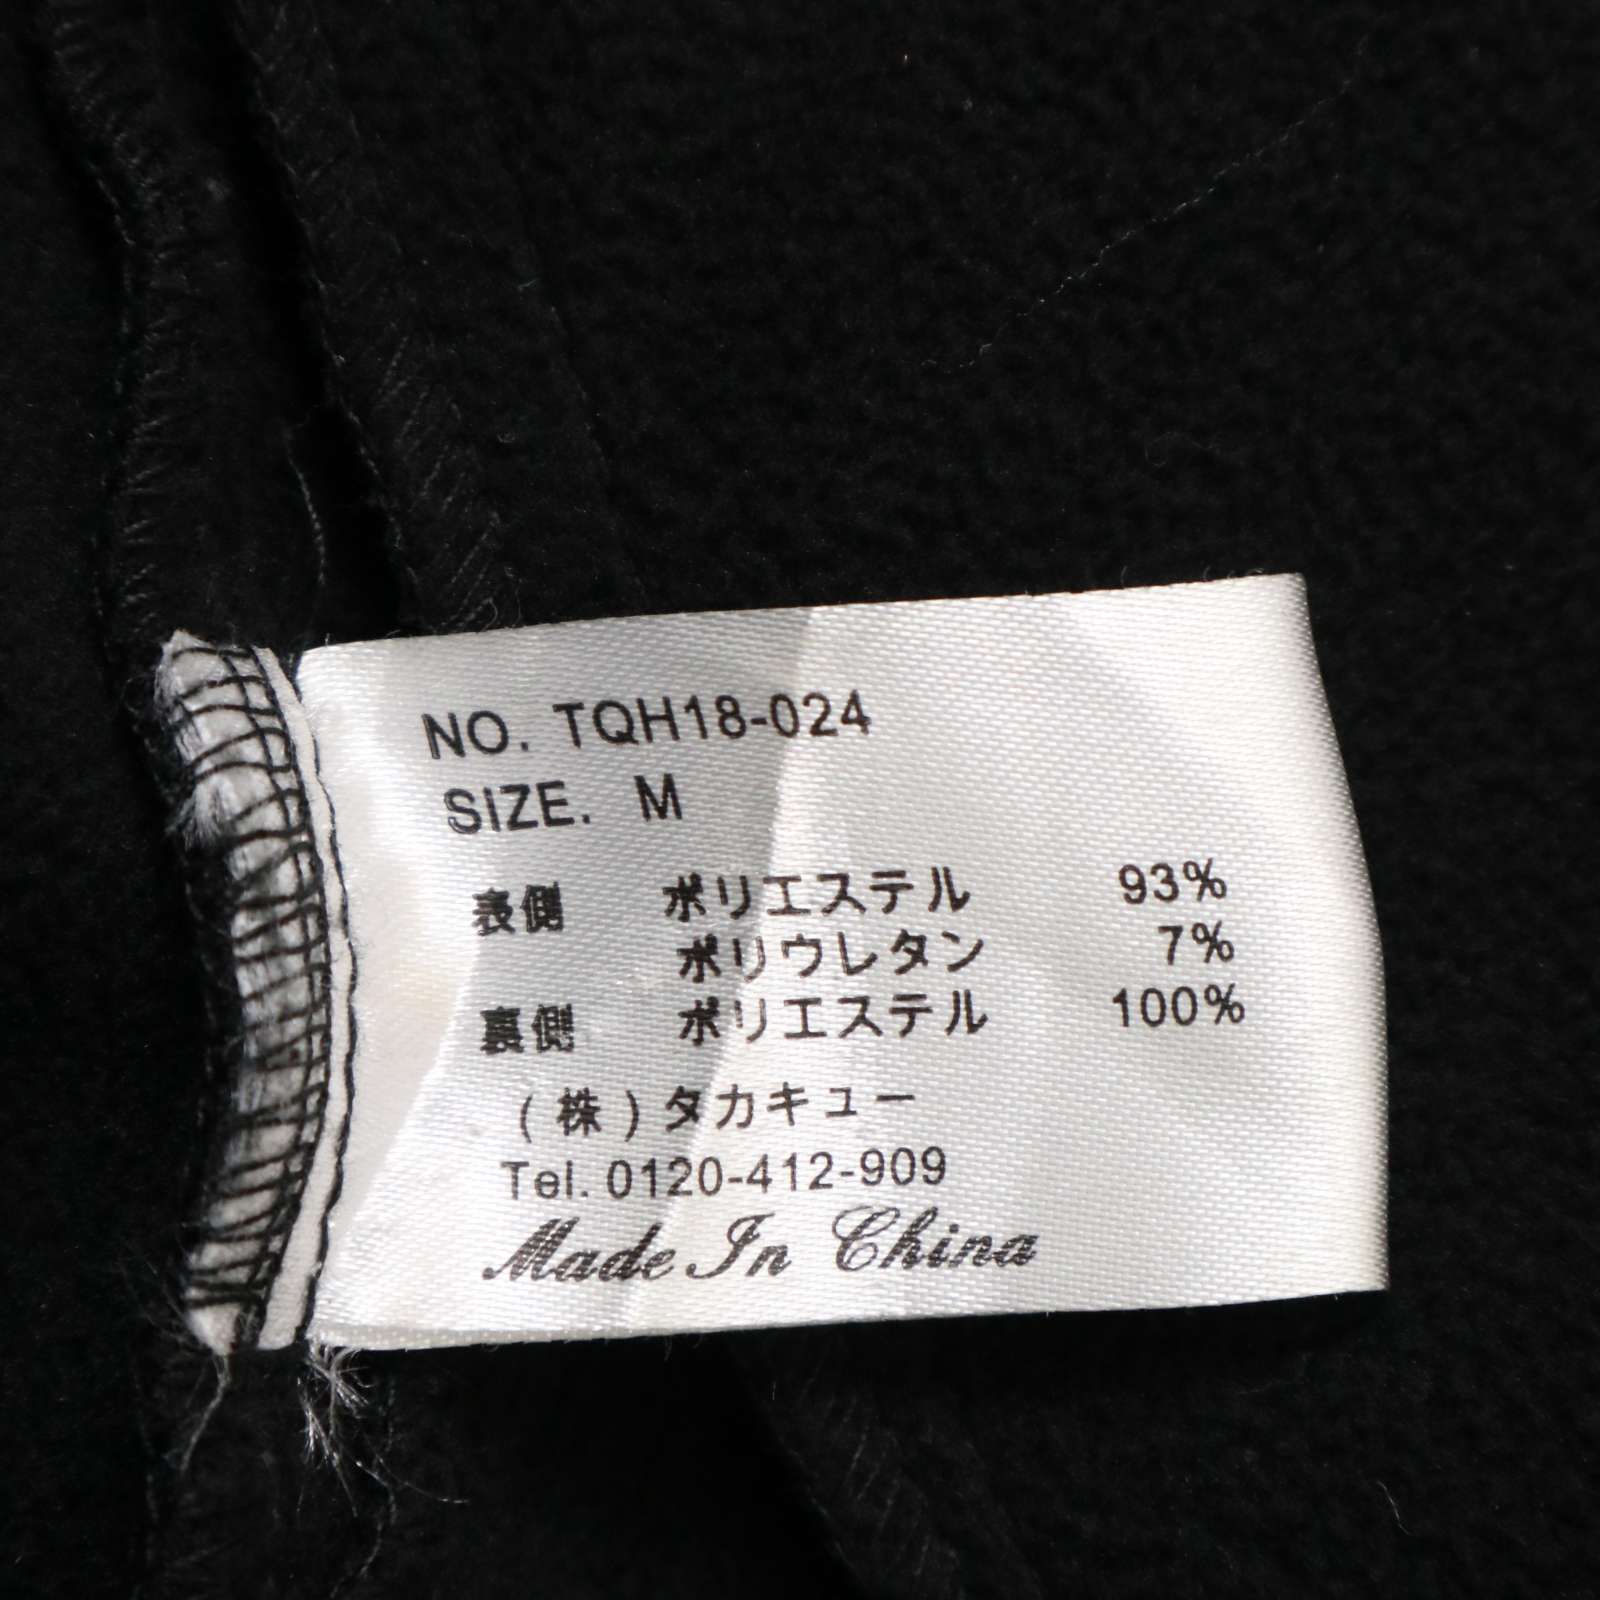 NO. TQH18-024
SIZE. M
表側 ポリエステル 93%
ポリウレタン 7%
裏側 ポリエステル 100%
(株)タカキュー
Tel. 0120-412-909
Made In China